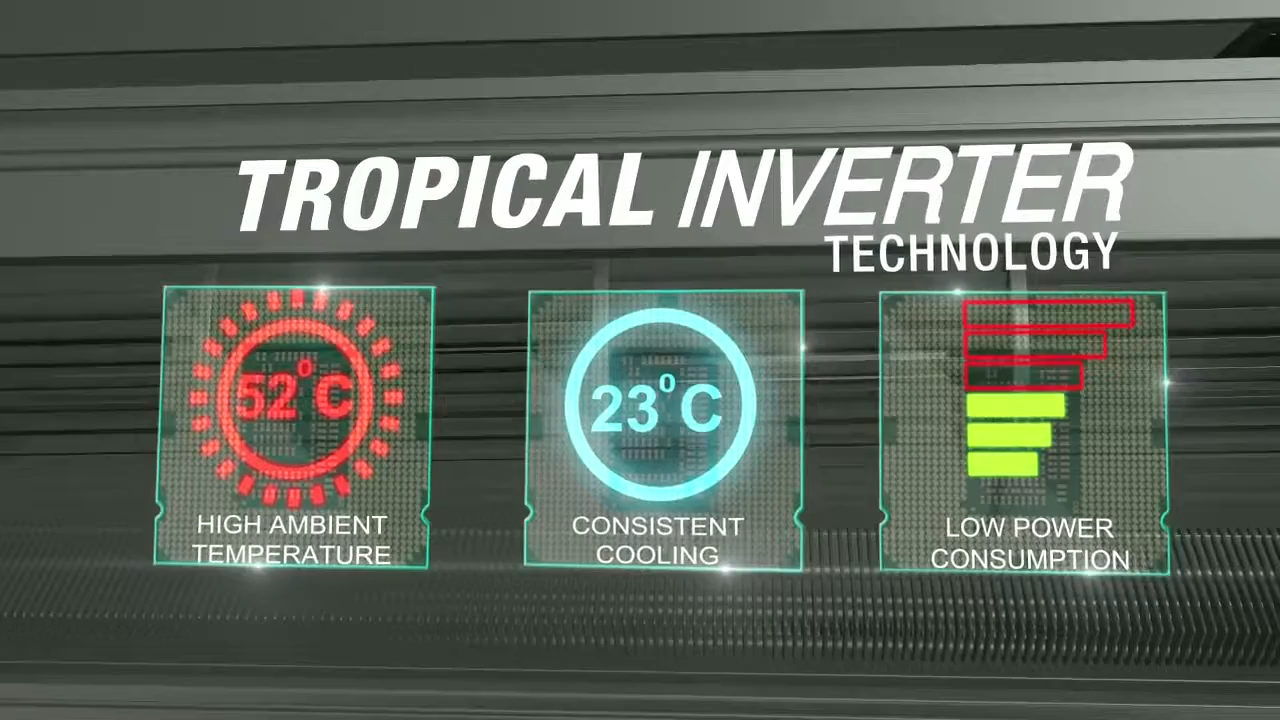 TROPICAL INVERTER
TECHNOLOGY
52°C
HIGH AMBIENT
TEMPERATURE
23°C
CONSISTENT
COOLING
LOW POWER
CONSUMPTION